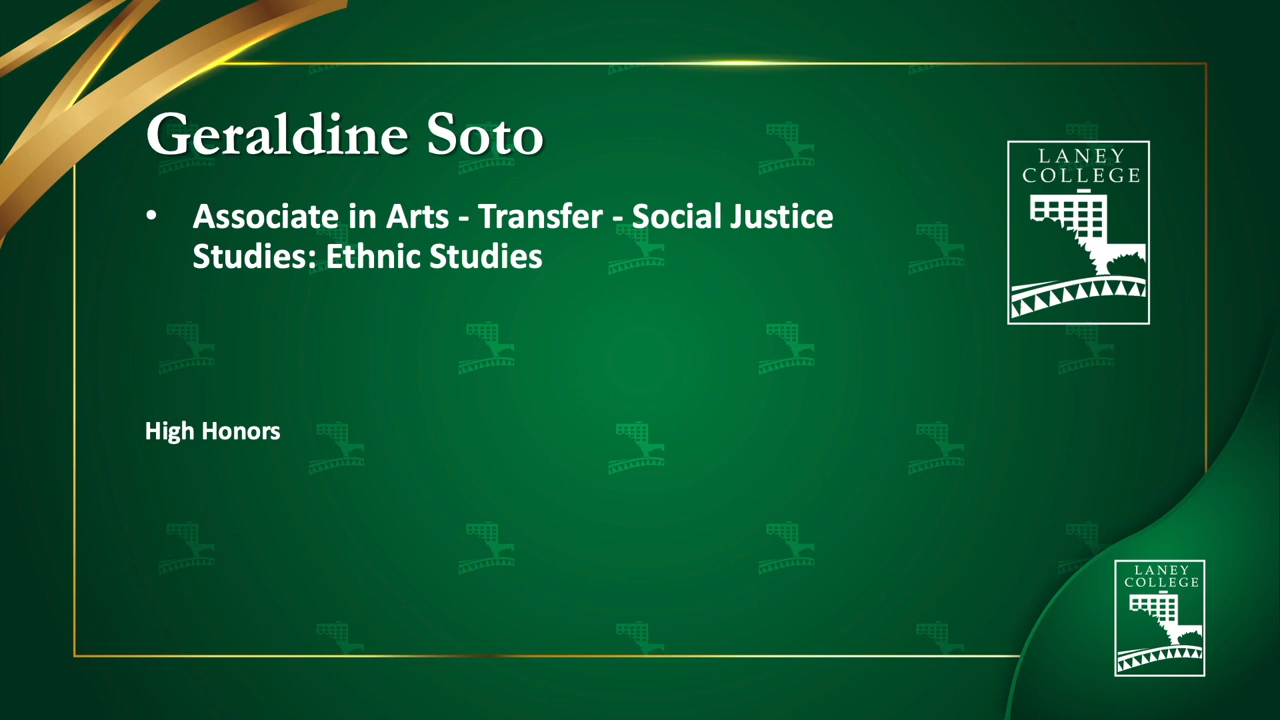 Geraldine Soto
• Associate in Arts - Transfer - Social Justice
Studies: Ethnic Studies
High Honors
LANEY
COLLEGE
LANEY
COLLEGE